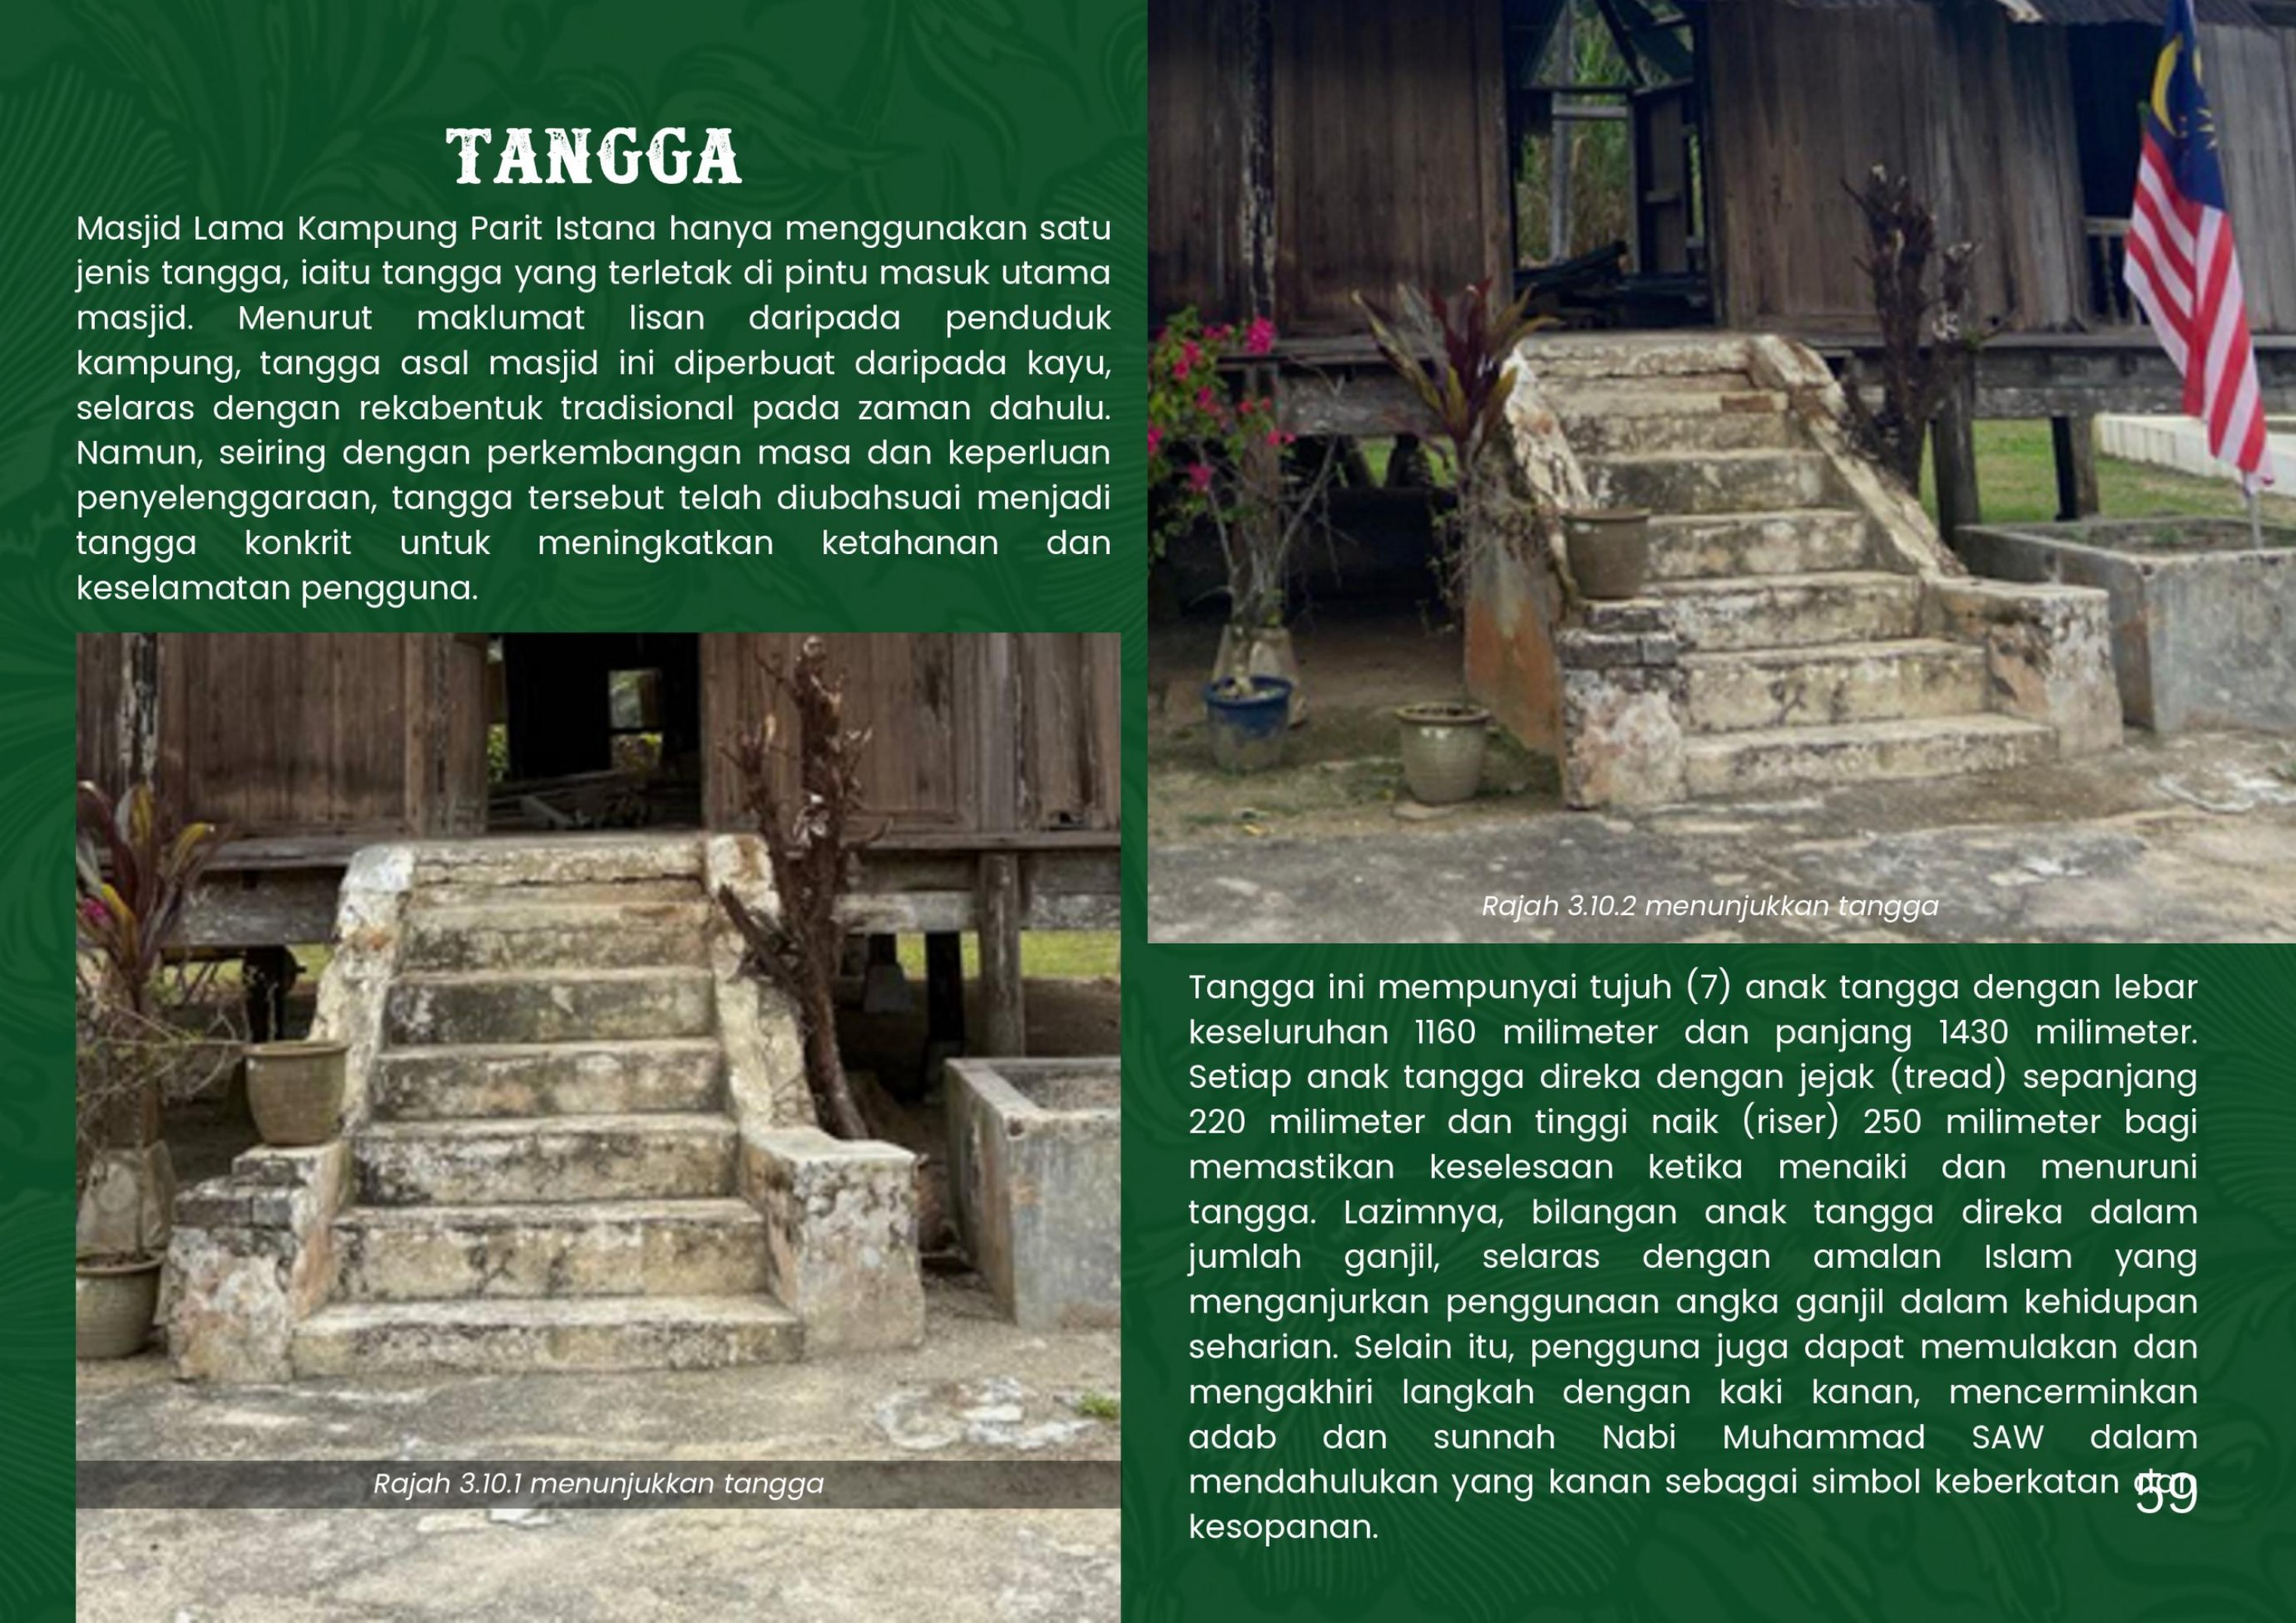 TANGGA
Masjid Lama Kampung Parit Istana hanya menggunakan satu
jenis tangga, iaitu tangga yang terletak di pintu masuk utama
masjid. Menurut maklumat lisan daripada penduduk
kampung, tangga asal masjid ini diperbuat daripada kayu,
selaras dengan rekabentuk tradisional pada zaman dahulu.
Namun, seiring dengan perkembangan masa dan keperluan
penyelenggaraan, tangga tersebut telah diubahsuai menjadi
tangga konkrit untuk meningkatkan ketahanan dan
keselamatan pengguna.
Rajah 3.10.1 menunjukkan tangga
Rajah 3.10.2 menunjukkan tangga
Tangga ini mempunyai tujuh (7) anak tangga dengan lebar
keseluruhan 1160 milimeter dan panjang 1430 milimeter.
Setiap anak tangga direka dengan jejak (tread) sepanjang
220 milimeter dan tinggi naik (riser) 250 milimeter bagi
memastikan keselesaan ketika menaiki dan menuruni
tangga. Lazimnya, bilangan anak tangga direka dalam
jumlah ganjil, selaras dengan amalan Islam yang
menganjurkan penggunaan angka ganjil dalam kehidupan
seharian. Selain itu, pengguna juga dapat memulakan dan
mengakhiri langkah dengan kaki kanan, mencerminkan
adab dan sunnah Nabi Muhammad SAW dalam
mendahulukan yang kanan sebagai simbol keberkatan dan
kesopanan.
59